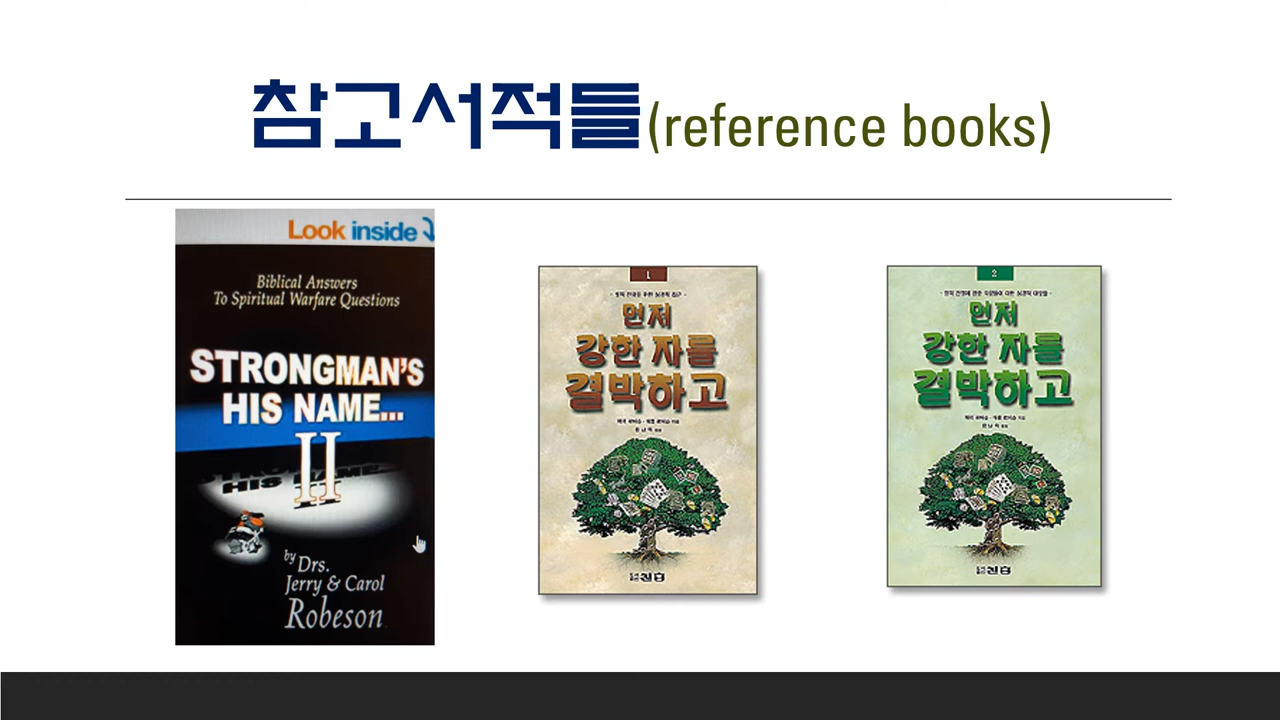 참고서적들(reference books)
Look inside
Biblical Answers
To Spiritual Warfare Questions
STRONGMAN'S
HIS NAME...
II
HIS NAME
by Drs.
Jerry & Carol
Robeson
1
먼저
강한 자를
결박하고
2
먼저
강한 자를
결박하고